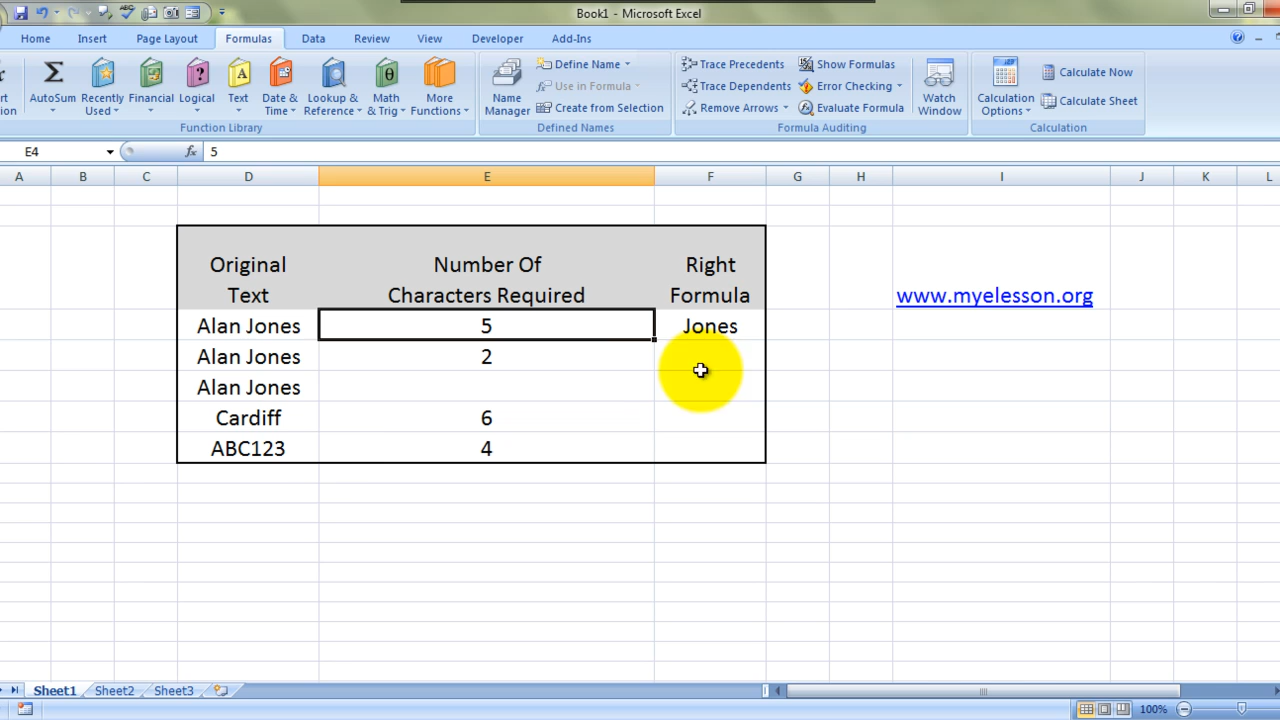 Book1 - Microsoft Excel
Home Insert Page Layout Formulas Data Review View Developer Add-Ins
AutoSum
Recently Used
Financial
Logical
Text
Date & Time
Lookup & Reference
Math & Trig
More Functions
Function Library
Name Manager
Define Name
Use in Formula
Create from Selection
Defined Names
Trace Precedents
Trace Dependents
Remove Arrows
Show Formulas
Error Checking
Evaluate Formula
Formula Auditing
Watch Window
Calculation Options
Calculate Now
Calculate Sheet
Calculation
E4 fx 5
A B C D E F G H I J K L
Original Text
Number Of Characters Required
Right Formula
www.myelesson.org
Alan Jones 5 Jones
Alan Jones 2
Alan Jones
Cardiff 6
ABC123 4
Sheet1 Sheet2 Sheet3
100%